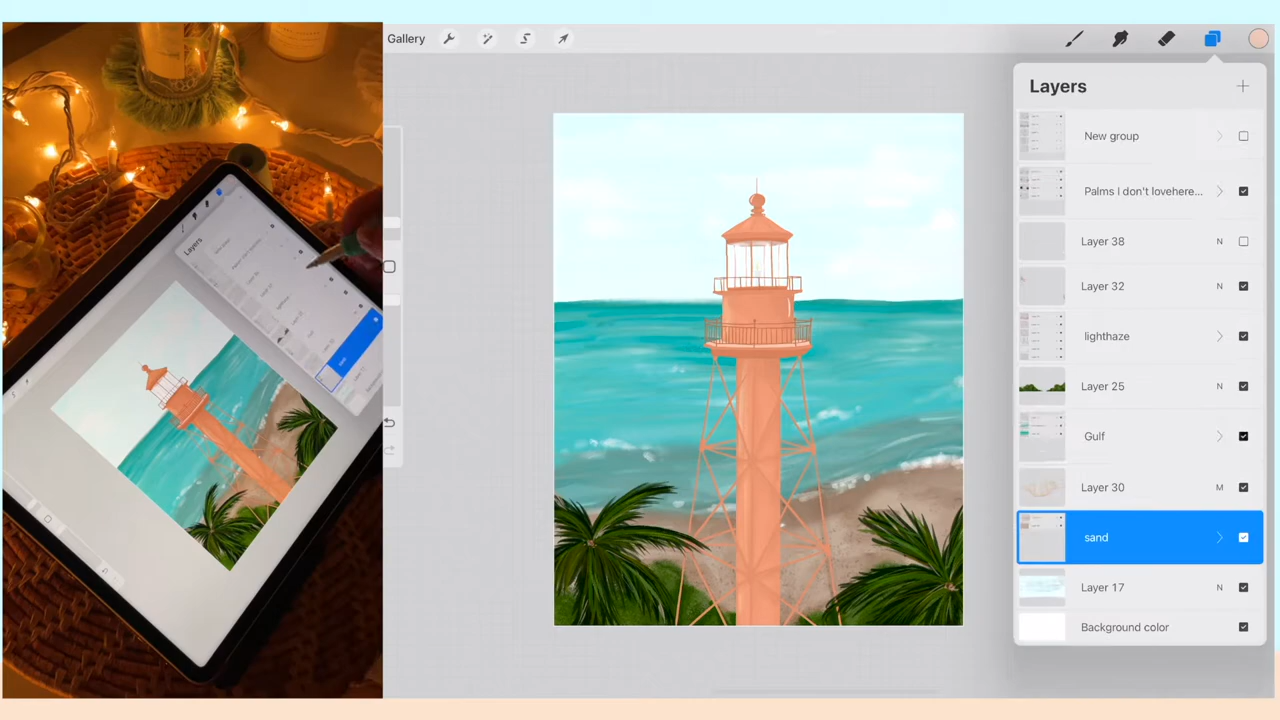 Gallery
Layers
New group
Palms I don't lovehere...
Layer 38 N
Layer 32 N
lighthaze
Layer 25 N
Gulf
Layer 30 M
sand
Layer 17 N
Background color
Layers